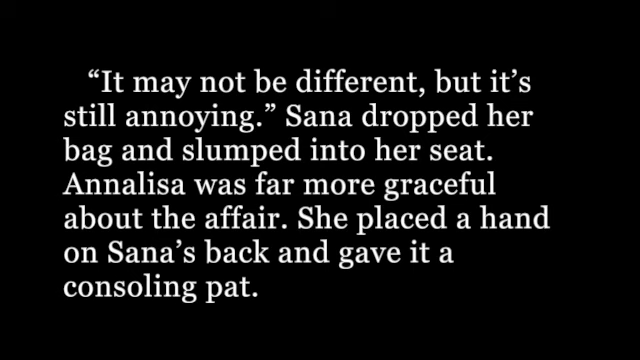 “It may not be different, but it’s
still annoying.” Sana dropped her
bag and slumped into her seat.
Annalisa was far more graceful
about the affair. She placed a hand
on Sana’s back and gave it a
consoling pat.